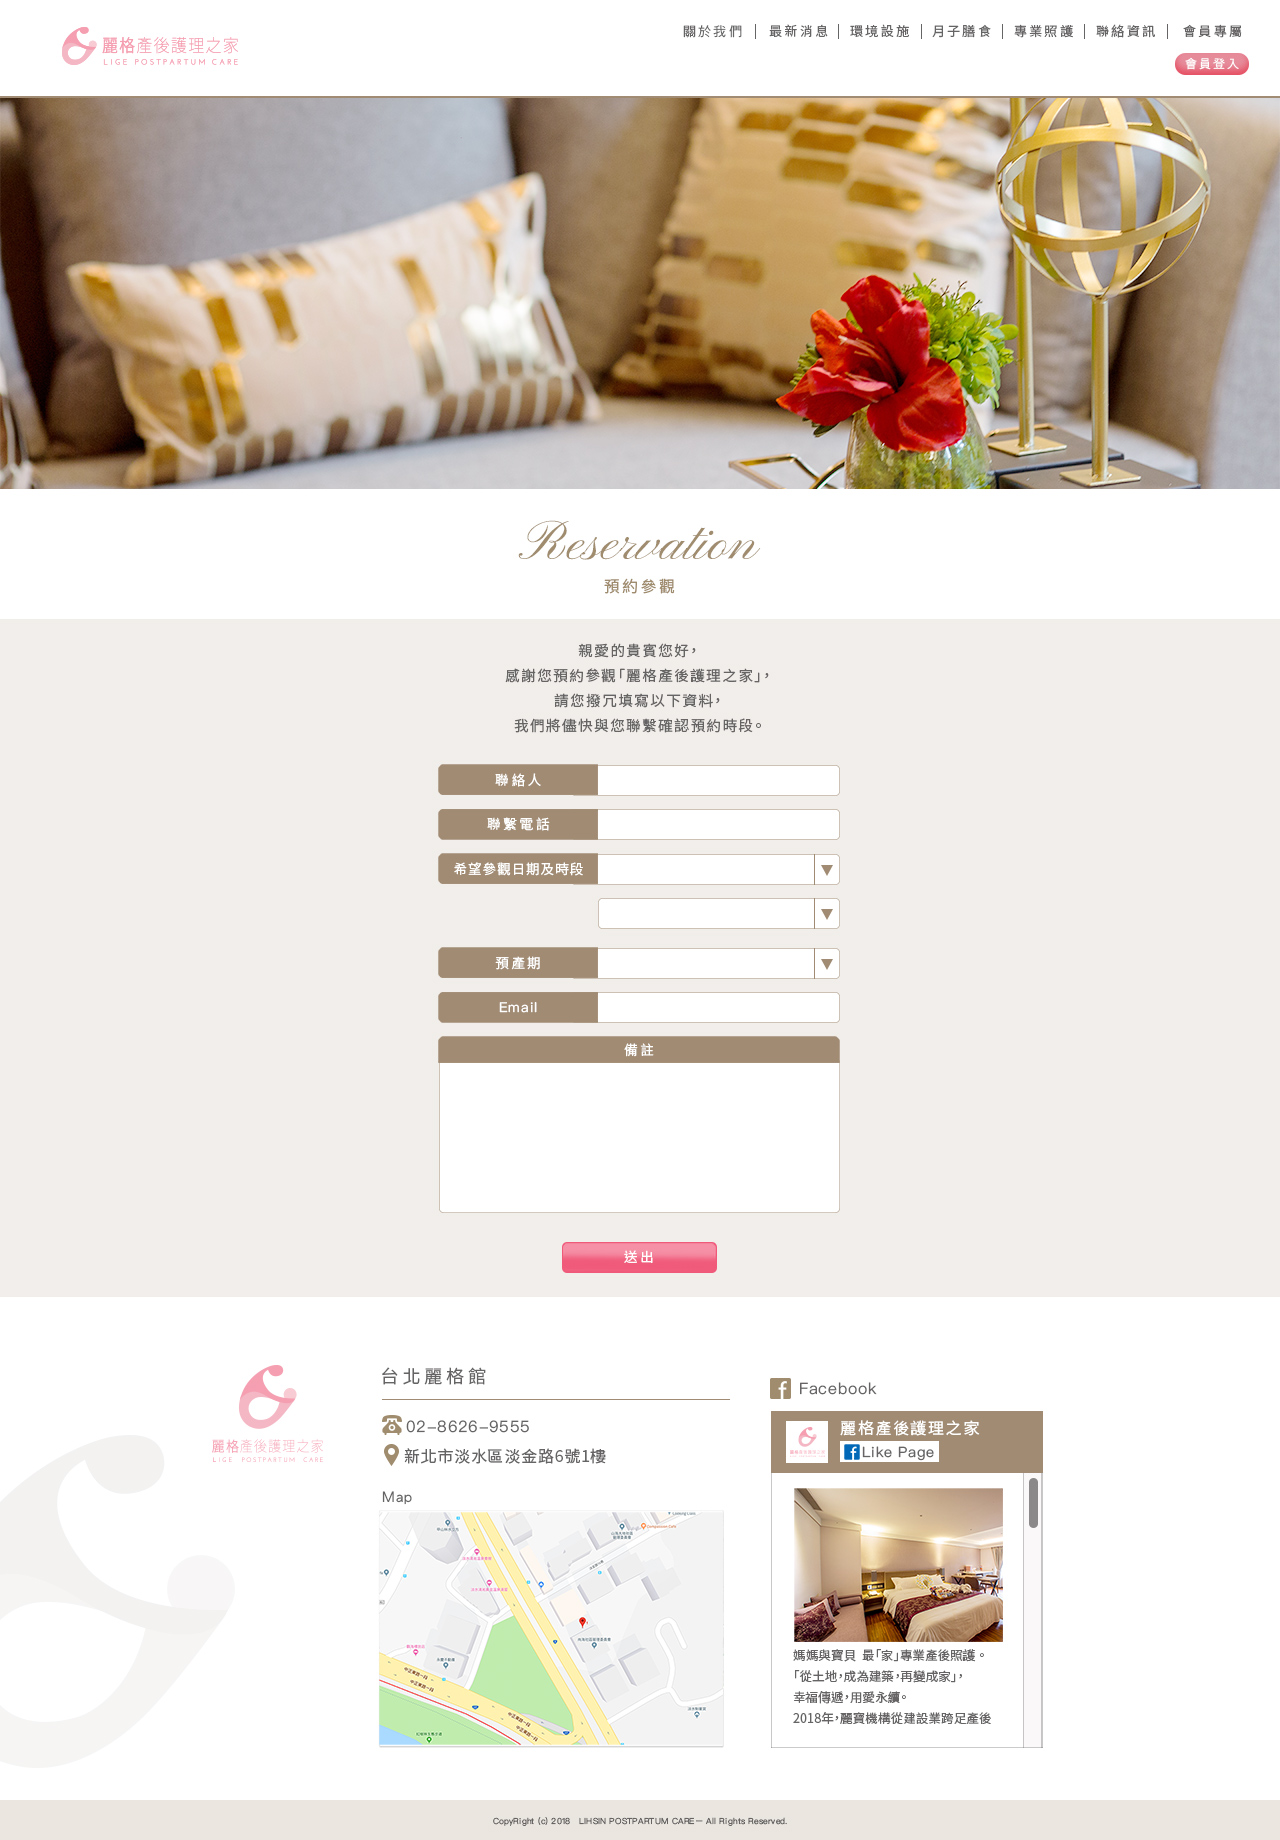 麗格產後護理之家
LIGE POSTPARTUM CARE
關於我們
最新消息
環境設施
月子膳食
專業照護
聯絡資訊
會員專屬
會員登入
Reservation
預約參觀
親愛的貴賓您好，
感謝您預約參觀「麗格產後護理之家」，
請您撥冗填寫以下資料，
我們將儘快與您聯繫確認預約時段。
聯絡人
聯繫電話
希望參觀日期及時段
預產期
Email
備註
送出
麗格產後護理之家
LIGE POSTPARTUM CARE
台北麗格館
02-8626-9555
新北市淡水區淡金路6號1樓
Map
Facebook
麗格產後護理之家
Like Page
媽媽與寶貝 最「家」專業產後照護。
「從土地，成為建築，再變成家」，
幸福傳遞，用愛永續。
2018年，麗寶機構從建設業跨足產後
CopyRight (c) 2018 LIHSIN POSTPARTUM CARE— All Rights Reserved.